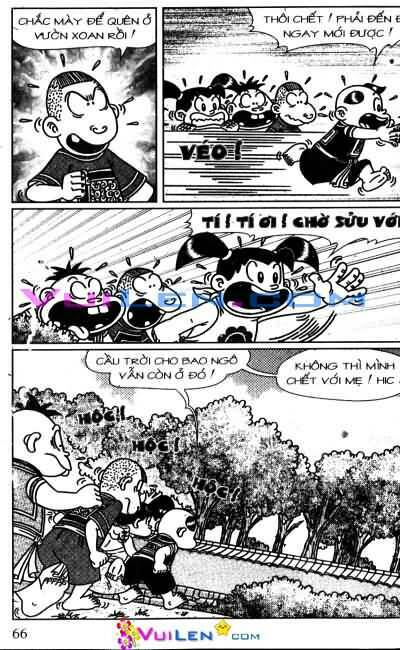 CHẮC MÀY ĐỂ QUÊN Ở
VƯỜN XOAN RỒI!
THÔI CHẾT! PHẢI ĐẾN Đ
NGAY MỚI ĐƯỢC!
VÈO!
TÍ! TÍ ƠI! CHỜ SỬU VỚI
VUILEN.COM
CẦU TRỜI CHO BAO NGÔ
VẪN CÒN Ở ĐÓ!
KHÔNG THÌ MÌNH
CHẾT VỚI MẸ! HIC
HỘC!
HỘC!
HỘC!
66
VUILEN.COM